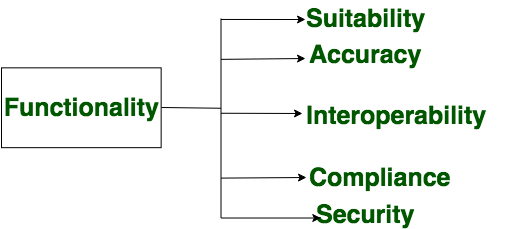 Suitability
Accuracy
Functionality
Interoperability
Compliance
Security